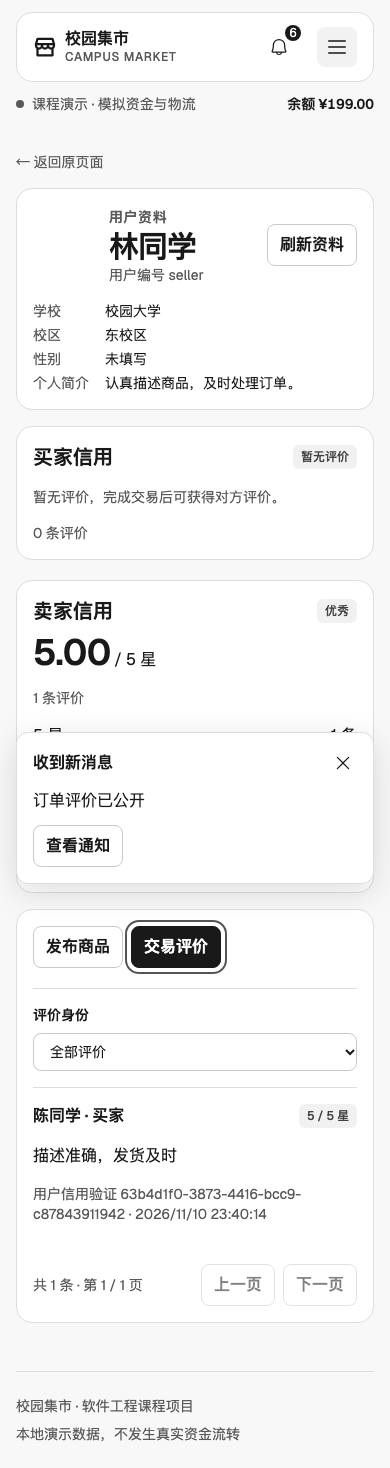 校园集市
CAMPUS MARKET
6
课程演示 · 模拟资金与物流
余额 ¥199.00
← 返回原页面
用户资料
林同学
用户编号 seller
刷新资料
学校 校园大学
校区 东校区
性别 未填写
个人简介 认真描述商品，及时处理订单。
买家信用
暂无评价
暂无评价，完成交易后可获得对方评价。
0 条评价
卖家信用
优秀
5.00 / 5 星
1 条评价
收到新消息
订单评价已公开
查看通知
发布商品
交易评价
评价身份
全部评价
陈同学 · 买家
5 / 5 星
描述准确，发货及时
用户信用验证 63b4d1f0-3873-4416-bcc9-
c87843911942 · 2026/11/10 23:40:14
共 1 条 · 第 1 / 1 页
上一页
下一页
校园集市 · 软件工程课程项目
本地演示数据，不发生真实资金流转